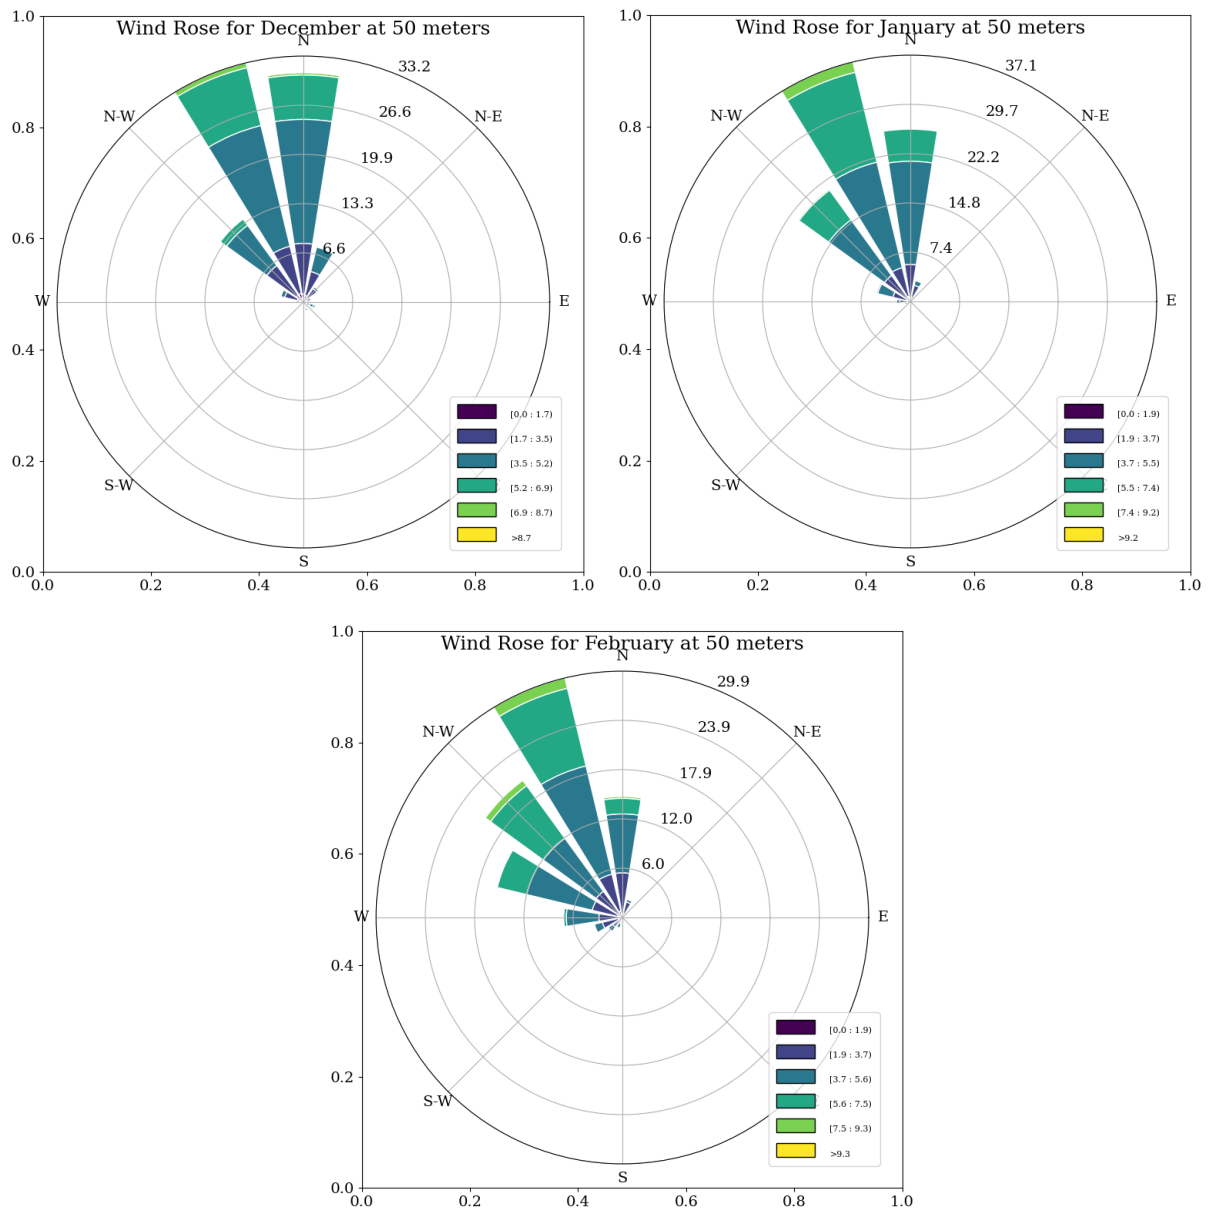 Wind Rose for December at 50 meters
N
33.2
26.6
19.9
13.3
6.6
N-W
N-E
W
E
S-W
S
[0.0 : 1.7)
[1.7 : 3.5)
[3.5 : 5.2)
[5.2 : 6.9)
[6.9 : 8.7)
>8.7
1.0
0.8
0.6
0.4
0.2
0.0
0.0 0.2 0.4 0.6 0.8 1.0
Wind Rose for January at 50 meters
N
37.1
29.7
22.2
14.8
7.4
N-W
N-E
W
E
S-W
S
[0.0 : 1.9)
[1.9 : 3.7)
[3.7 : 5.5)
[5.5 : 7.4)
[7.4 : 9.2)
>9.2
1.0
0.8
0.6
0.4
0.2
0.0
0.0 0.2 0.4 0.6 0.8 1.0
Wind Rose for February at 50 meters
N
29.9
23.9
17.9
12.0
6.0
N-W
N-E
W
E
S-W
S
[0.0 : 1.9)
[1.9 : 3.7)
[3.7 : 5.6)
[5.6 : 7.5)
[7.5 : 9.3)
>9.3
1.0
0.8
0.6
0.4
0.2
0.0
0.0 0.2 0.4 0.6 0.8 1.0